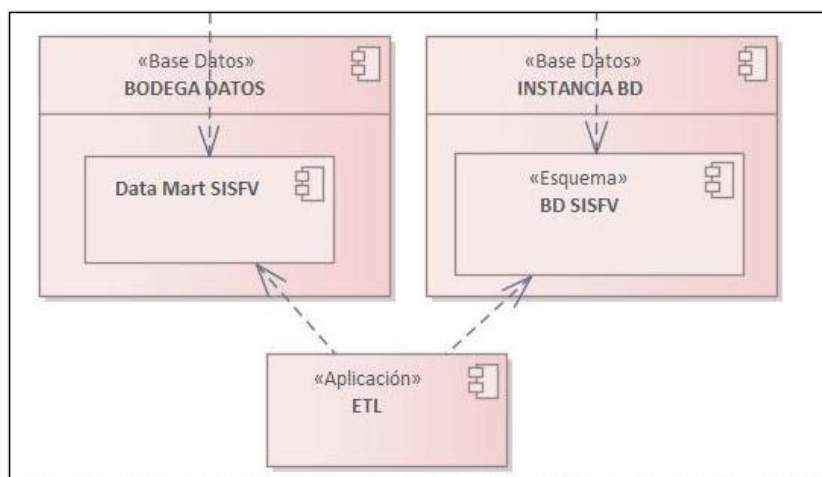 «Base Datos»
BODEGA DATOS
Data Mart SISFV
«Base Datos»
INSTANCIA BD
«Esquema»
BD SISFV
«Aplicación»
ETL